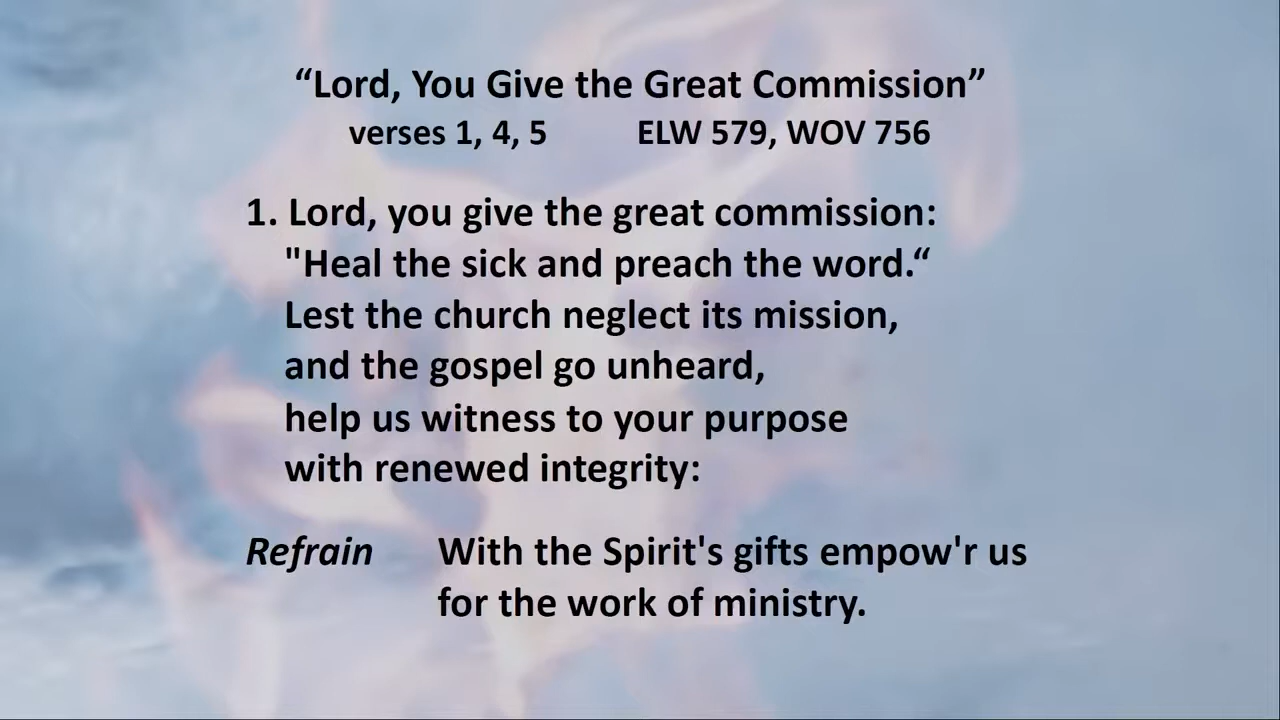 “Lord, You Give the Great Commission”
verses 1, 4, 5 ELW 579, WOV 756
1. Lord, you give the great commission:
"Heal the sick and preach the word.“
Lest the church neglect its mission,
and the gospel go unheard,
help us witness to your purpose
with renewed integrity:
Refrain With the Spirit's gifts empow'r us
for the work of ministry.